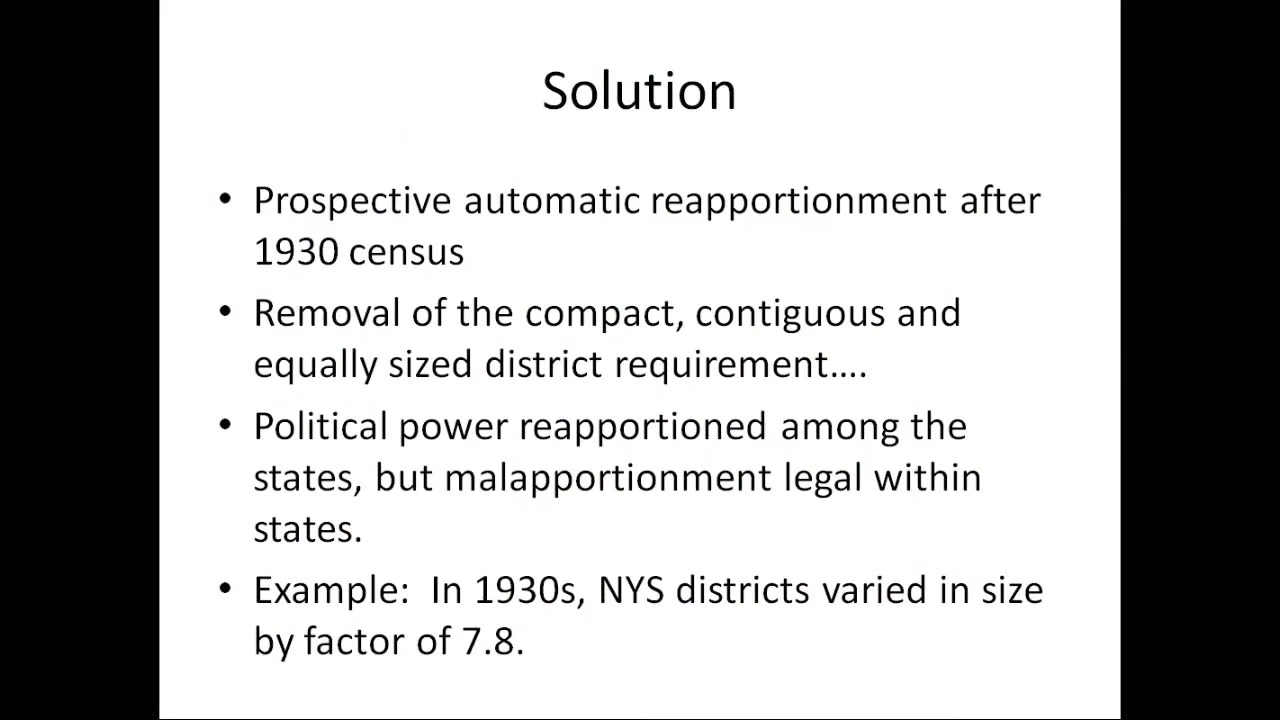 Solution
• Prospective automatic reapportionment after
1930 census
• Removal of the compact, contiguous and
equally sized district requirement....
• Political power reapportioned among the
states, but malapportionment legal within
states.
• Example:  In 1930s, NYS districts varied in size
by factor of 7.8.